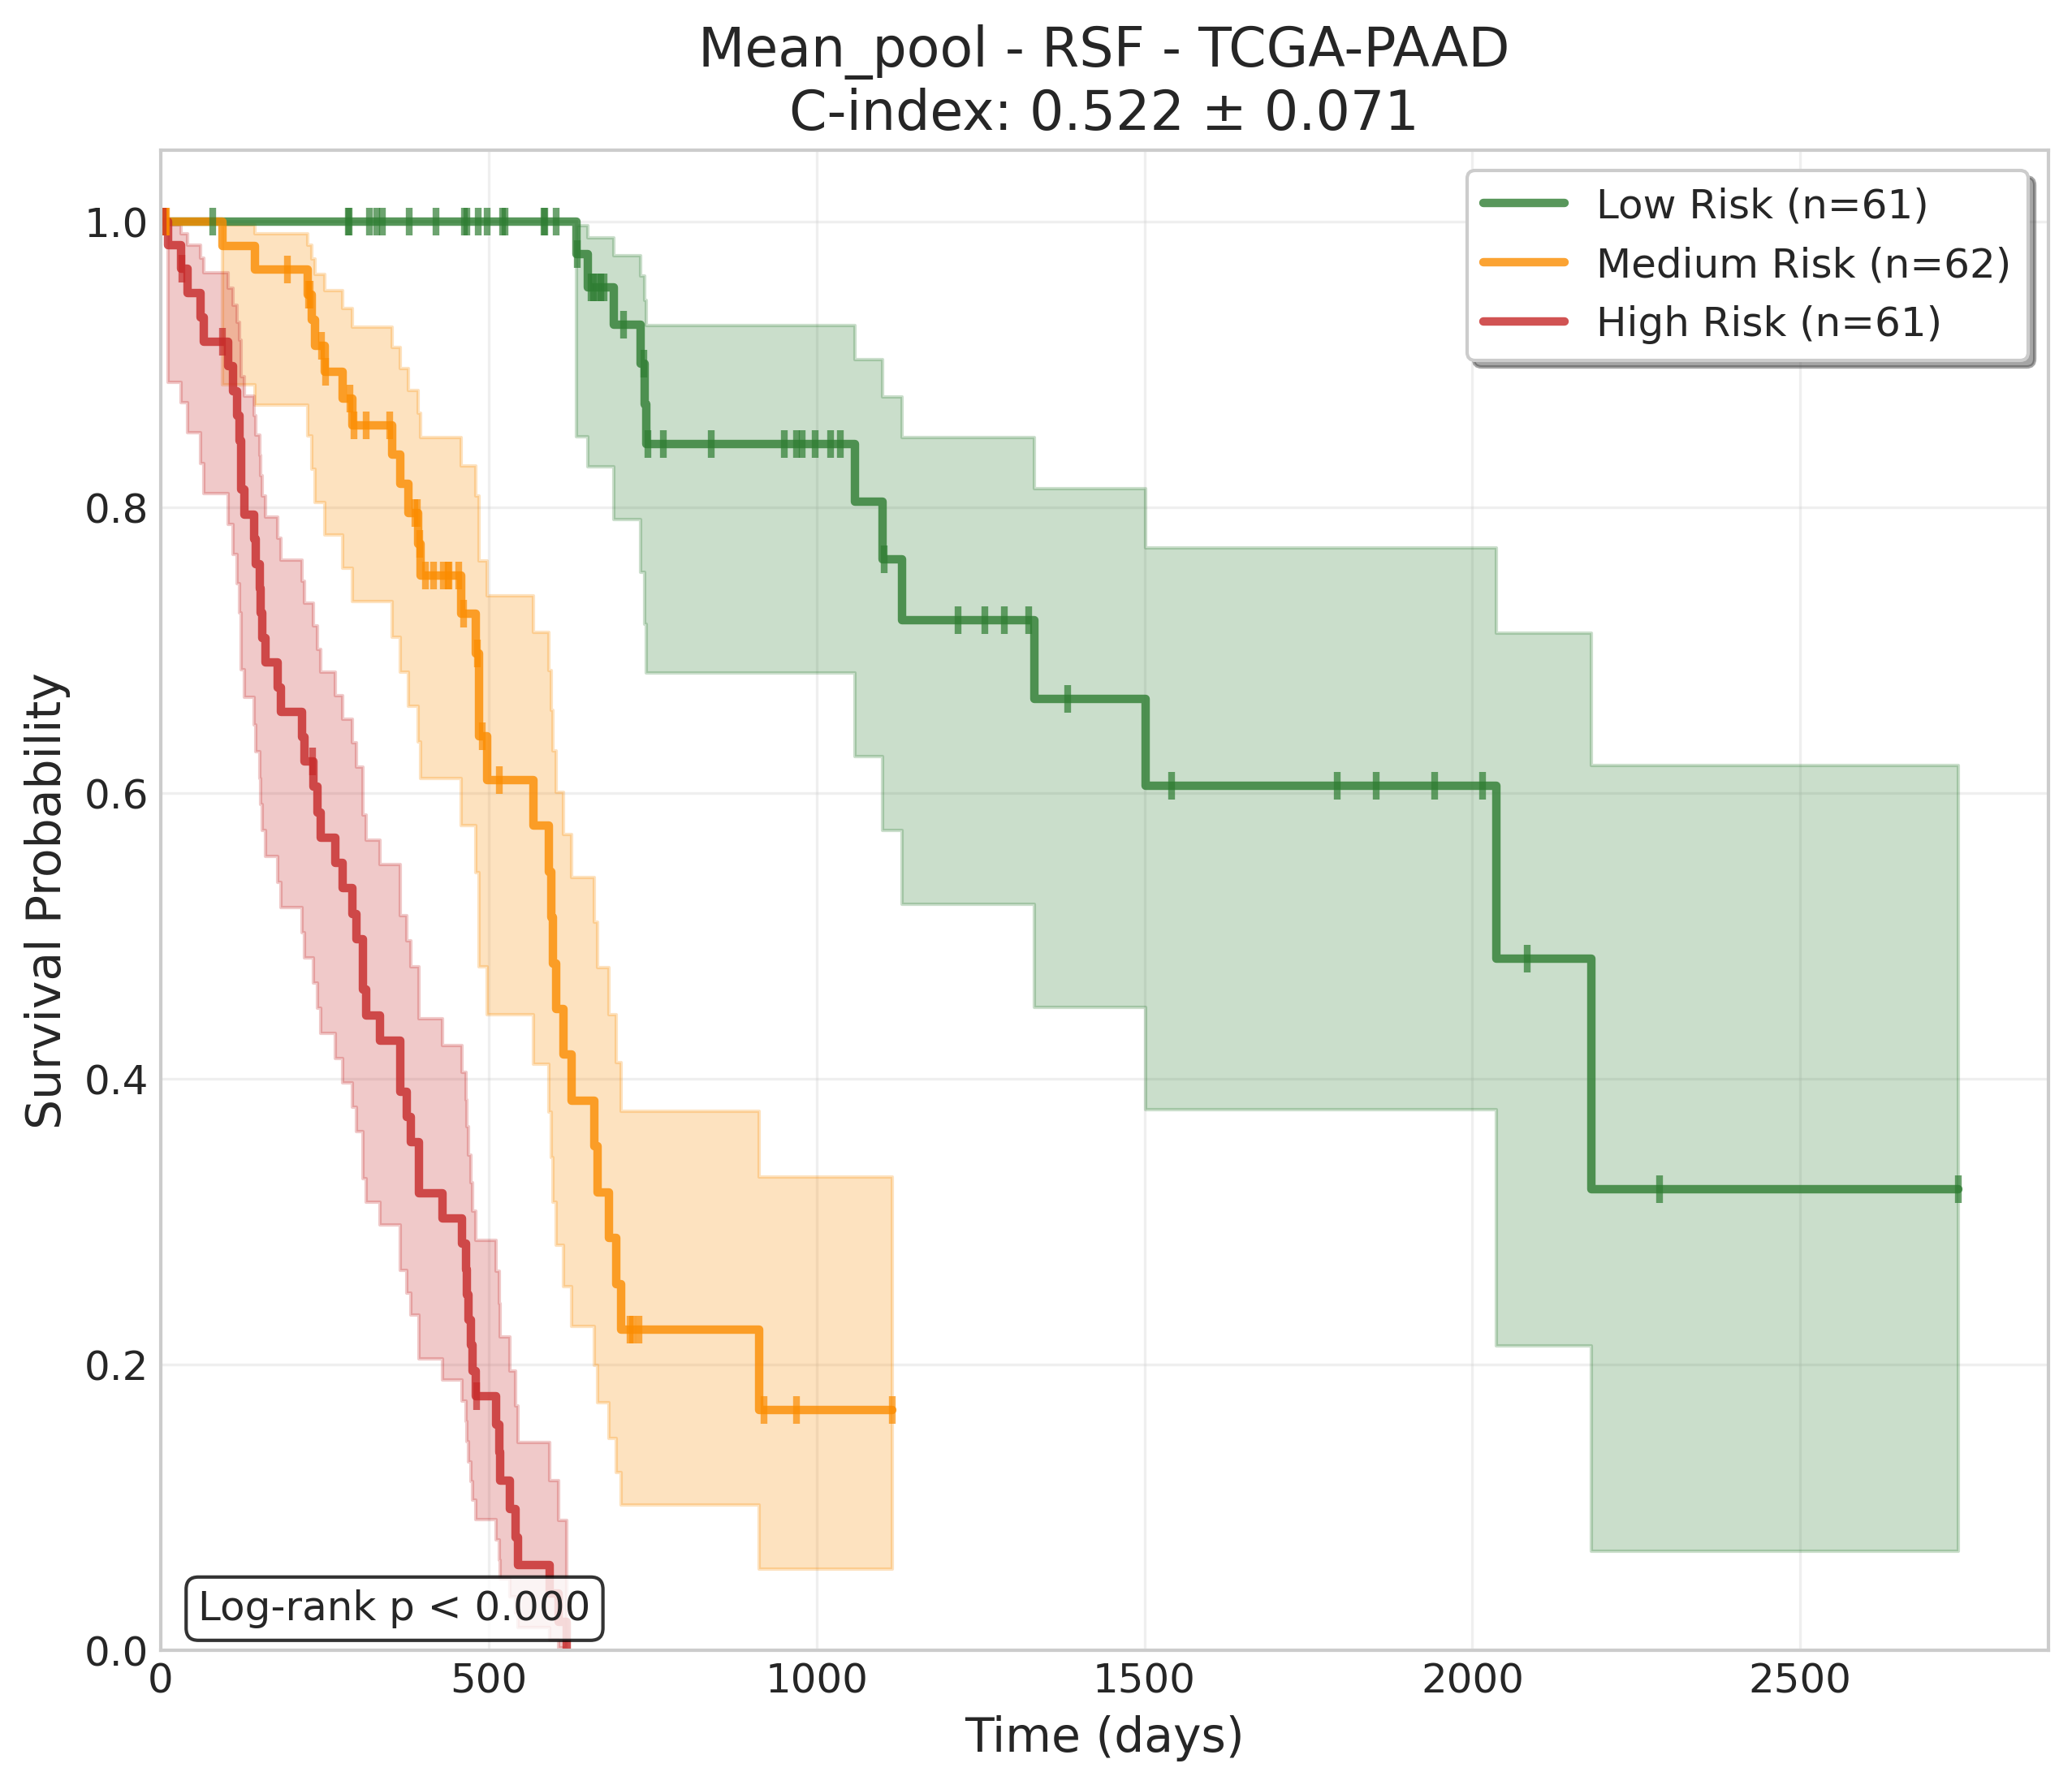 Mean_pool - RSF - TCGA-PAAD
C-index: 0.522 ± 0.071
Low Risk (n=61)
Medium Risk (n=62)
High Risk (n=61)
Survival Probability
1.0
0.8
0.6
0.4
0.2
0.0
Log-rank p < 0.000
0 500 1000 1500 2000 2500
Time (days)